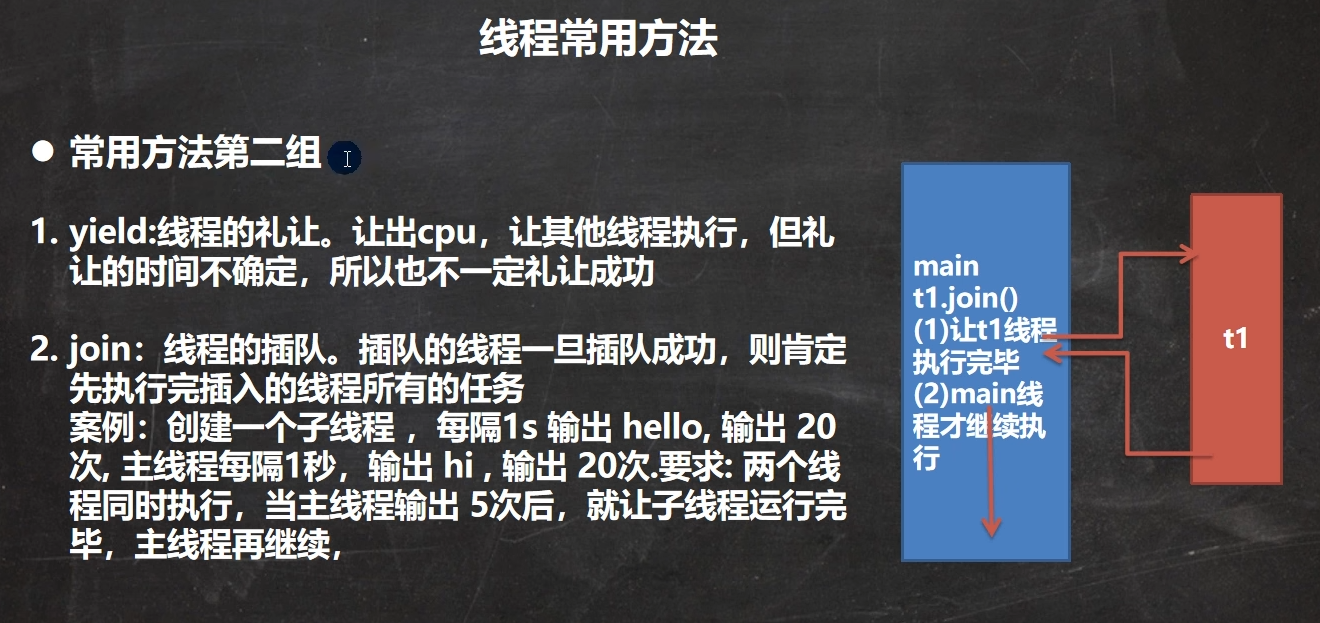 线程常用方法
● 常用方法第二组
1. yield:线程的礼让。让出cpu，让其他线程执行，但礼
让的时间不确定，所以也不一定礼让成功
2. join：线程的插队。插队的线程一旦插队成功，则肯定
先执行完插入的线程所有的任务
案例：创建一个子线程 ，每隔1s 输出 hello, 输出 20
次, 主线程每隔1秒，输出 hi , 输出 20次.要求: 两个线
程同时执行，当主线程输出 5次后，就让子线程运行完
毕，主线程再继续，
main
t1.join()
(1)让t1线程
执行完毕
(2)main线
程才继续执
行
t1